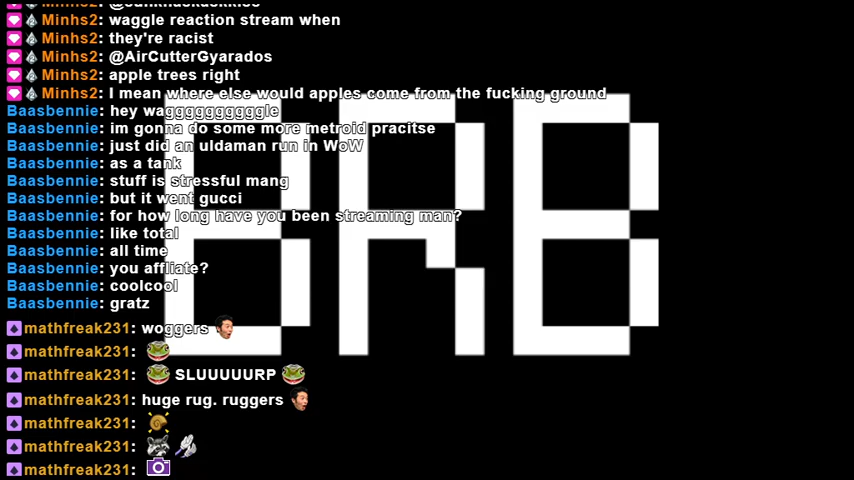 Minhs2: waggle reaction stream when
Minhs2: they're racist
Minhs2: @AirCutterGyarados
Minhs2: apple trees right
Minhs2: I mean where else would apples come from the fucking ground
Baasbennie: hey waggggggggggle
Baasbennie: im gonna do some more metroid pracitse
Baasbennie: just did an uldaman run in WoW
Baasbennie: as a tank
Baasbennie: stuff is stressful mang
Baasbennie: but it went gucci
Baasbennie: for how long have you been streaming man?
Baasbennie: like total
Baasbennie: all time
Baasbennie: you affliate?
Baasbennie: coolcool
Baasbennie: gratz
mathfreak231: woggers
mathfreak231:
mathfreak231: SLUUUUURP
mathfreak231: huge rug. ruggers
mathfreak231:
mathfreak231:
mathfreak231:
BRB